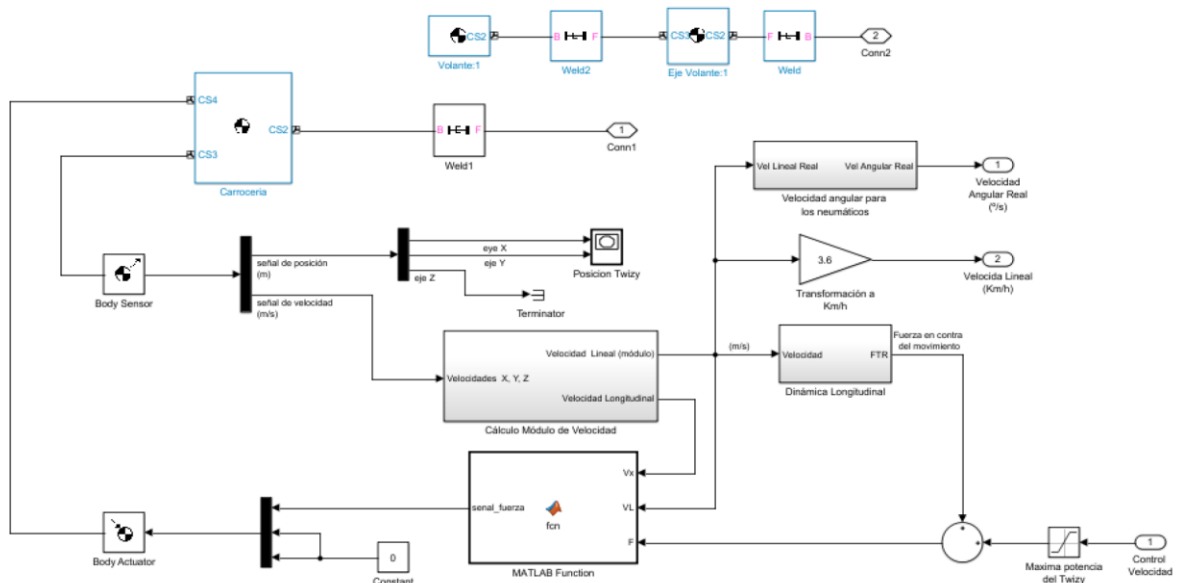 CS2
Volante:1
B
F
Weld2
CS3
CS2
Eje Volante:1
F
B
Weld
2
Conn2
CS4
CS2
CS3
Carroceria
B
F
Weld1
1
Conn1
Vel Lineal Real
Vel Angular Real
Velocidad angular para
los neumáticos
1
Velocidad
Angular Real
(º/s)
Body Sensor
señal de posición
(m)
señal de velocidad
(m/s)
eye X
eje Y
eje Z
Posicion Twizy
Terminator
3.6
Transformación a
Km/h
2
Velocida Lineal
(Km/h)
Velocidades X, Y, Z
Velocidad Lineal (módulo)
Velocidad Longitudinal
Cálculo Módulo de Velocidad
(m/s)
Velocidad
FTR
Dinámica Longitudinal
Fuerza en contra
del movimiento
senal_fuerza
fcn
Vx
VL
F
MATLAB Function
Body Actuator
0
Constant
+
+
Maxima potencia
del Twizy
1
Control
Velocidad